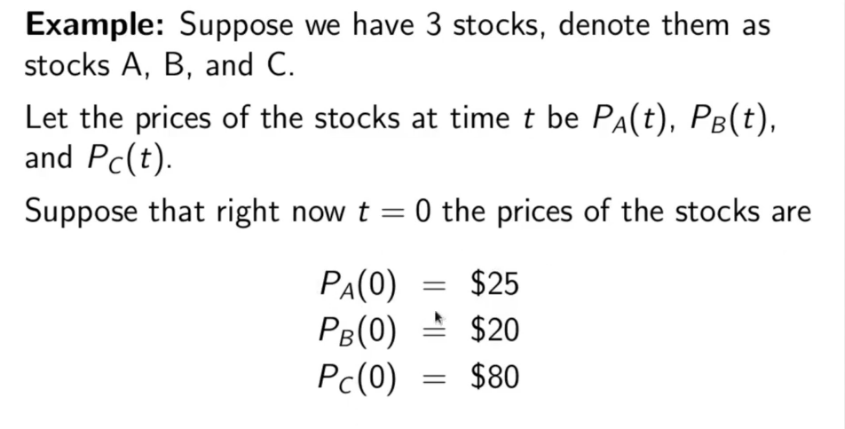 Example: Suppose we have 3 stocks, denote them as
stocks A, B, and C.
Let the prices of the stocks at time t be P_A(t), P_B(t),
and P_C(t).
Suppose that right now t = 0 the prices of the stocks are
P_A(0) = $25
P_B(0) = $20
P_C(0) = $80